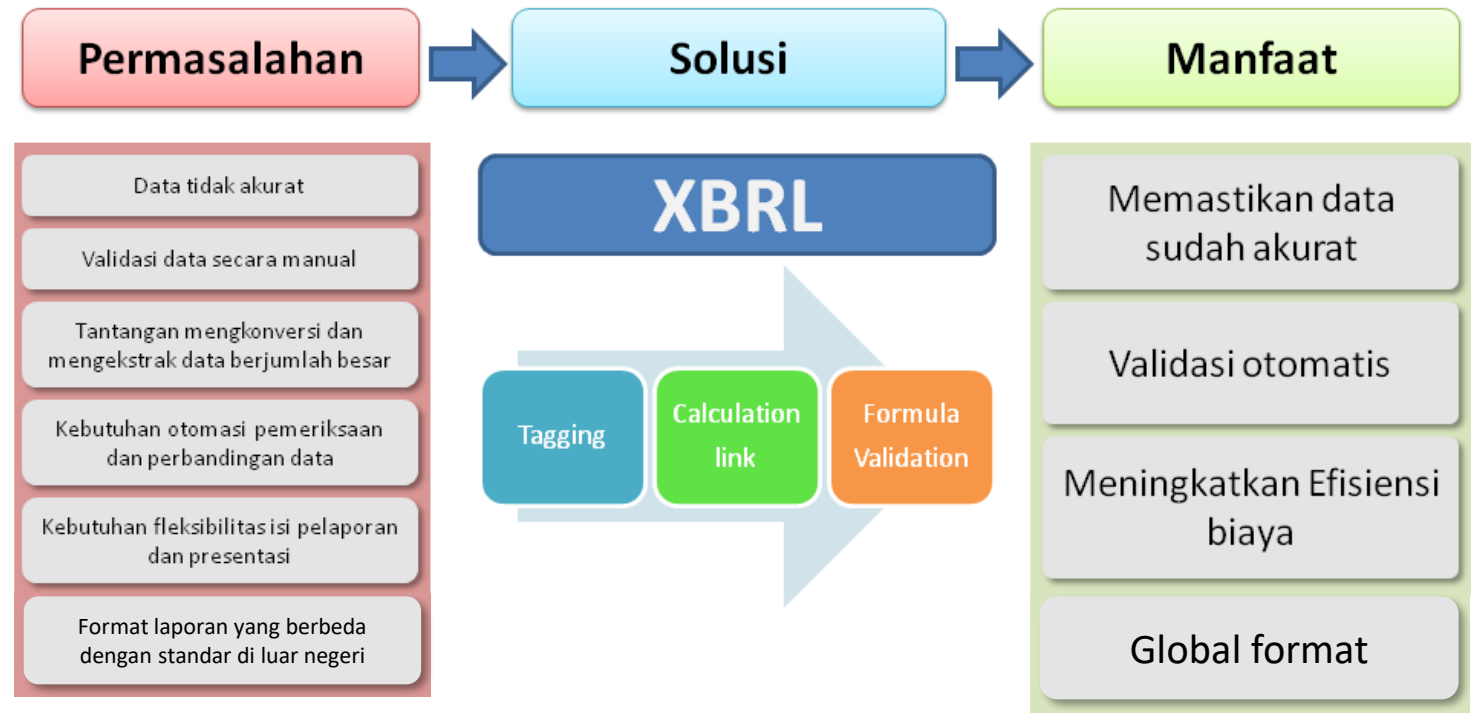 Permasalahan
Solusi
Manfaat
Data tidak akurat
Validasi data secara manual
Tantangan mengkonversi dan
mengekstrak data berjumlah besar
Kebutuhan otomasi pemeriksaan
dan perbandingan data
Kebutuhan fleksibilitas isi pelaporan
dan presentasi
Format laporan yang berbeda
dengan standar di luar negeri
XBRL
Tagging
Calculation
link
Formula
Validation
Memastikan data
sudah akurat
Validasi otomatis
Meningkatkan Efisiensi
biaya
Global format